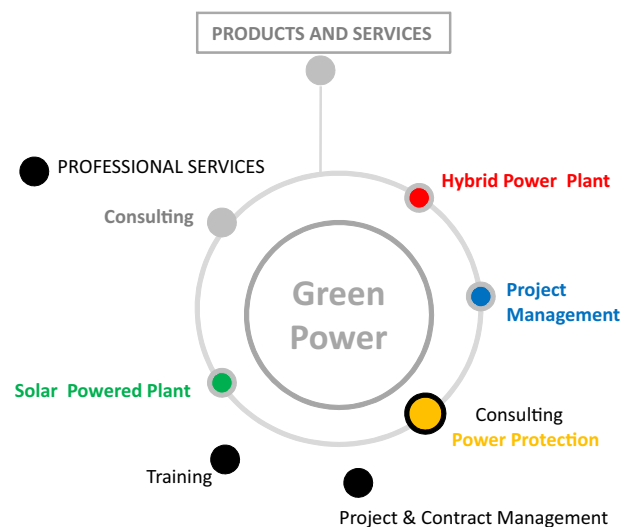 PRODUCTS AND SERVICES
PROFESSIONAL SERVICES
Hybrid Power Plant
Consulting
Green
Power
Project
Management
Solar Powered Plant
Consulting
Power Protection
Training
Project & Contract Management